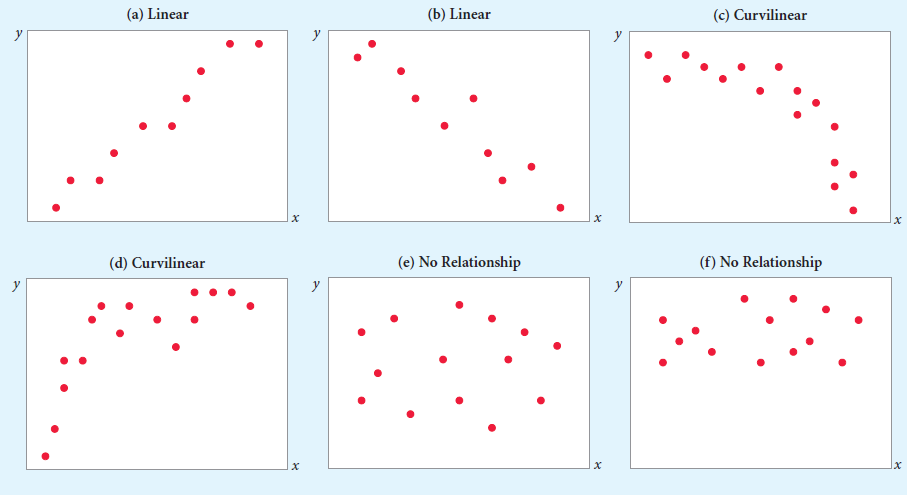 (a) Linear
y
x
(b) Linear
y
x
(c) Curvilinear
y
x
(d) Curvilinear
y
x
(e) No Relationship
y
x
(f) No Relationship
y
x